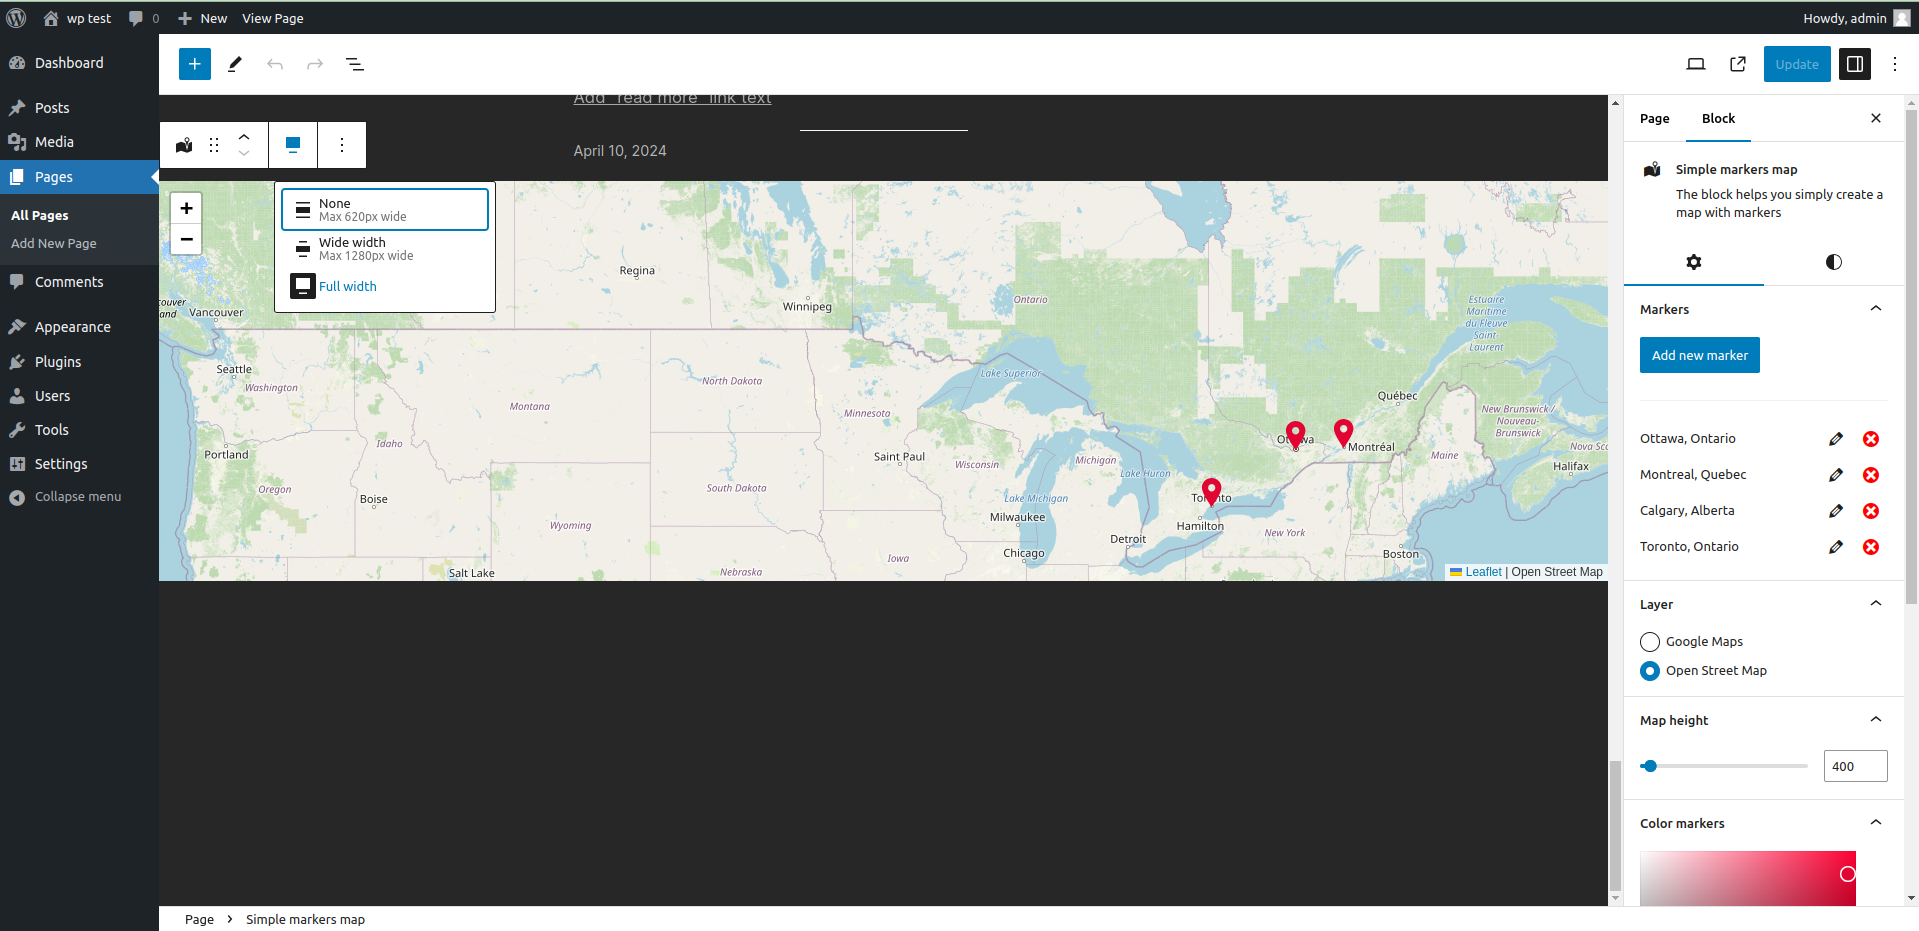 wp test
0
New
View Page
Howdy, admin
Dashboard
Posts
Media
Pages
All Pages
Add New Page
Comments
Appearance
Plugins
Users
Tools
Settings
Collapse menu
Update
Add "read more" link text
April 10, 2024
+
−
None
Max 620px wide
Wide width
Max 1280px wide
Full width
Regina
Winnipeg
Ontario
Vancouver
Seattle
Washington
Montana
North Dakota
Minnesota
Lake Superior
Québec
Estuaire
Maritime
du Fleuve
Saint
Laurent
New Brunswick /
Nouveau-
Brunswick
Idaho
Portland
Oregon
Boise
Saint Paul
Wisconsin
Michigan
Lake Huron
Ottawa
Montréal
Maine
Halifax
South Dakota
Wyoming
Lake Michigan
Milwaukee
Toronto
Hamilton
Detroit
New York
Boston
Chicago
Iowa
Nebraska
Salt Lake
Leaflet | Open Street Map
Page
Block
Simple markers map
The block helps you simply create a
map with markers
Markers
Add new marker
Ottawa, Ontario
Montreal, Quebec
Calgary, Alberta
Toronto, Ontario
Layer
Google Maps
Open Street Map
Map height
400
Color markers
Page
Simple markers map